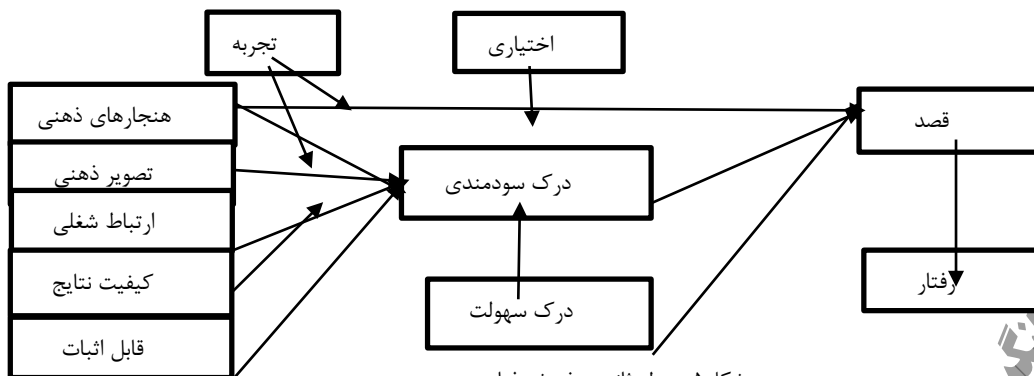 تجربه
اختیاری
هنجارهای ذهنی
قصد
تصویر ذهنی
درک سودمندی
ارتباط شغلی
کیفیت نتایج
درک سهولت
رفتار
قابل اثبات